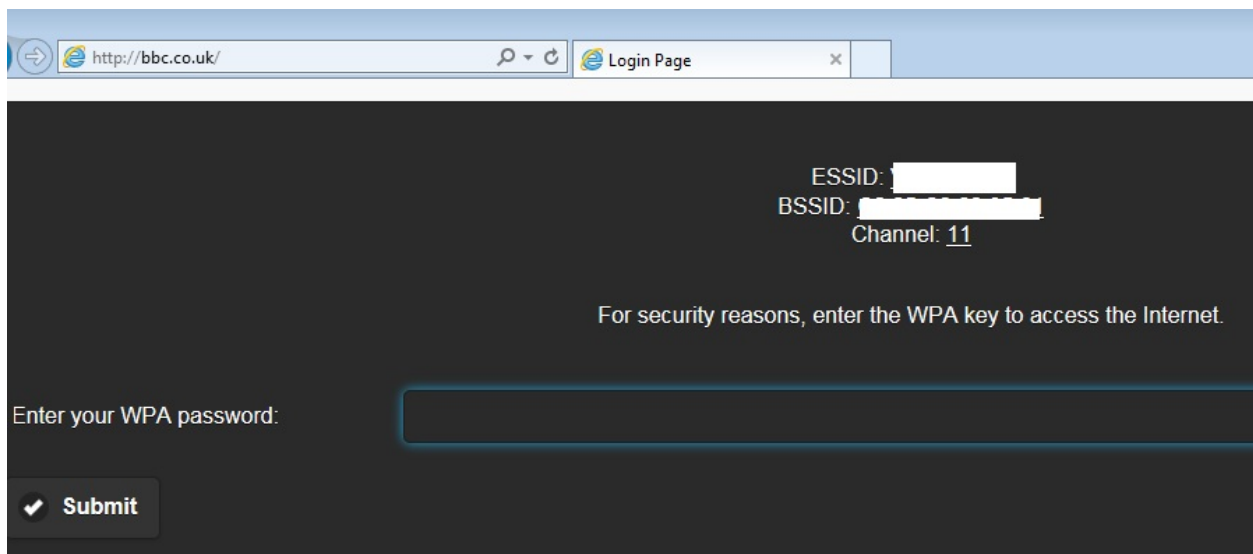 http://bbc.co.uk/ Login Page
ESSID:
BSSID:
Channel: 11
For security reasons, enter the WPA key to access the Internet.
Enter your WPA password:
Submit